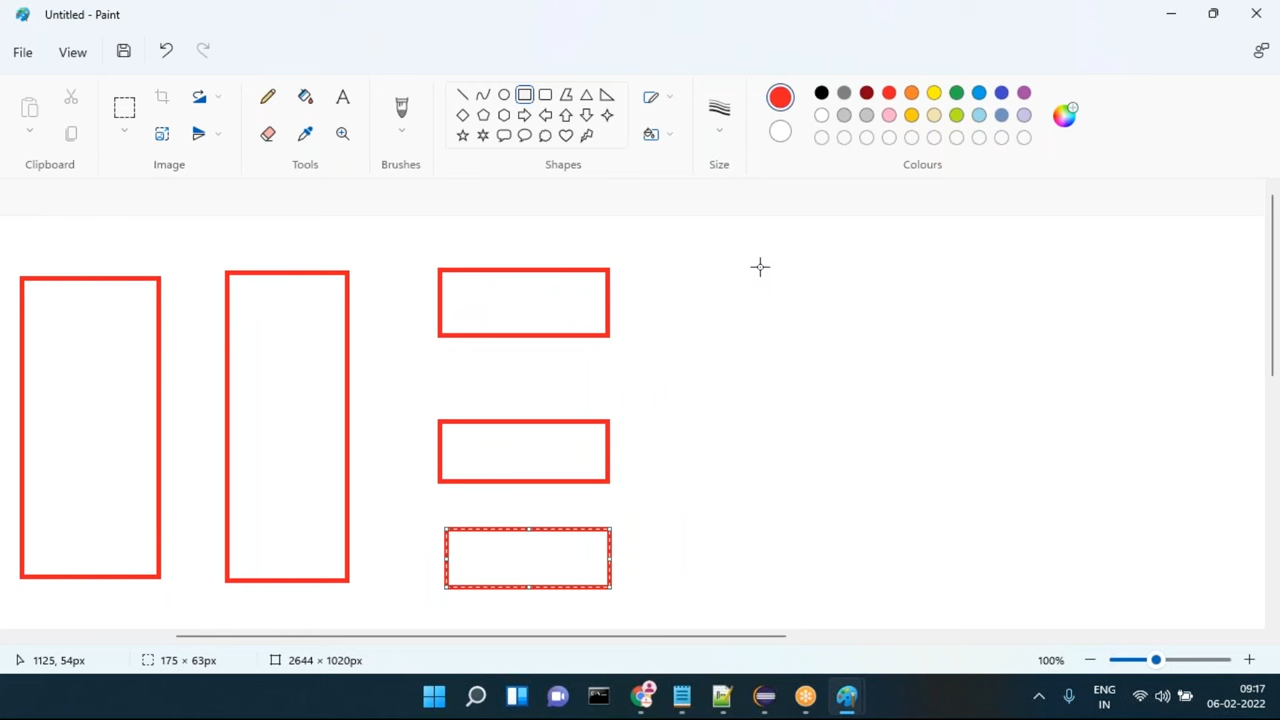 Untitled - Paint
File View
Clipboard Image Tools Brushes Shapes Size Colours
1125, 54px 175 × 63px 2644 × 1020px 100%
ENG
IN
09:17
06-02-2022